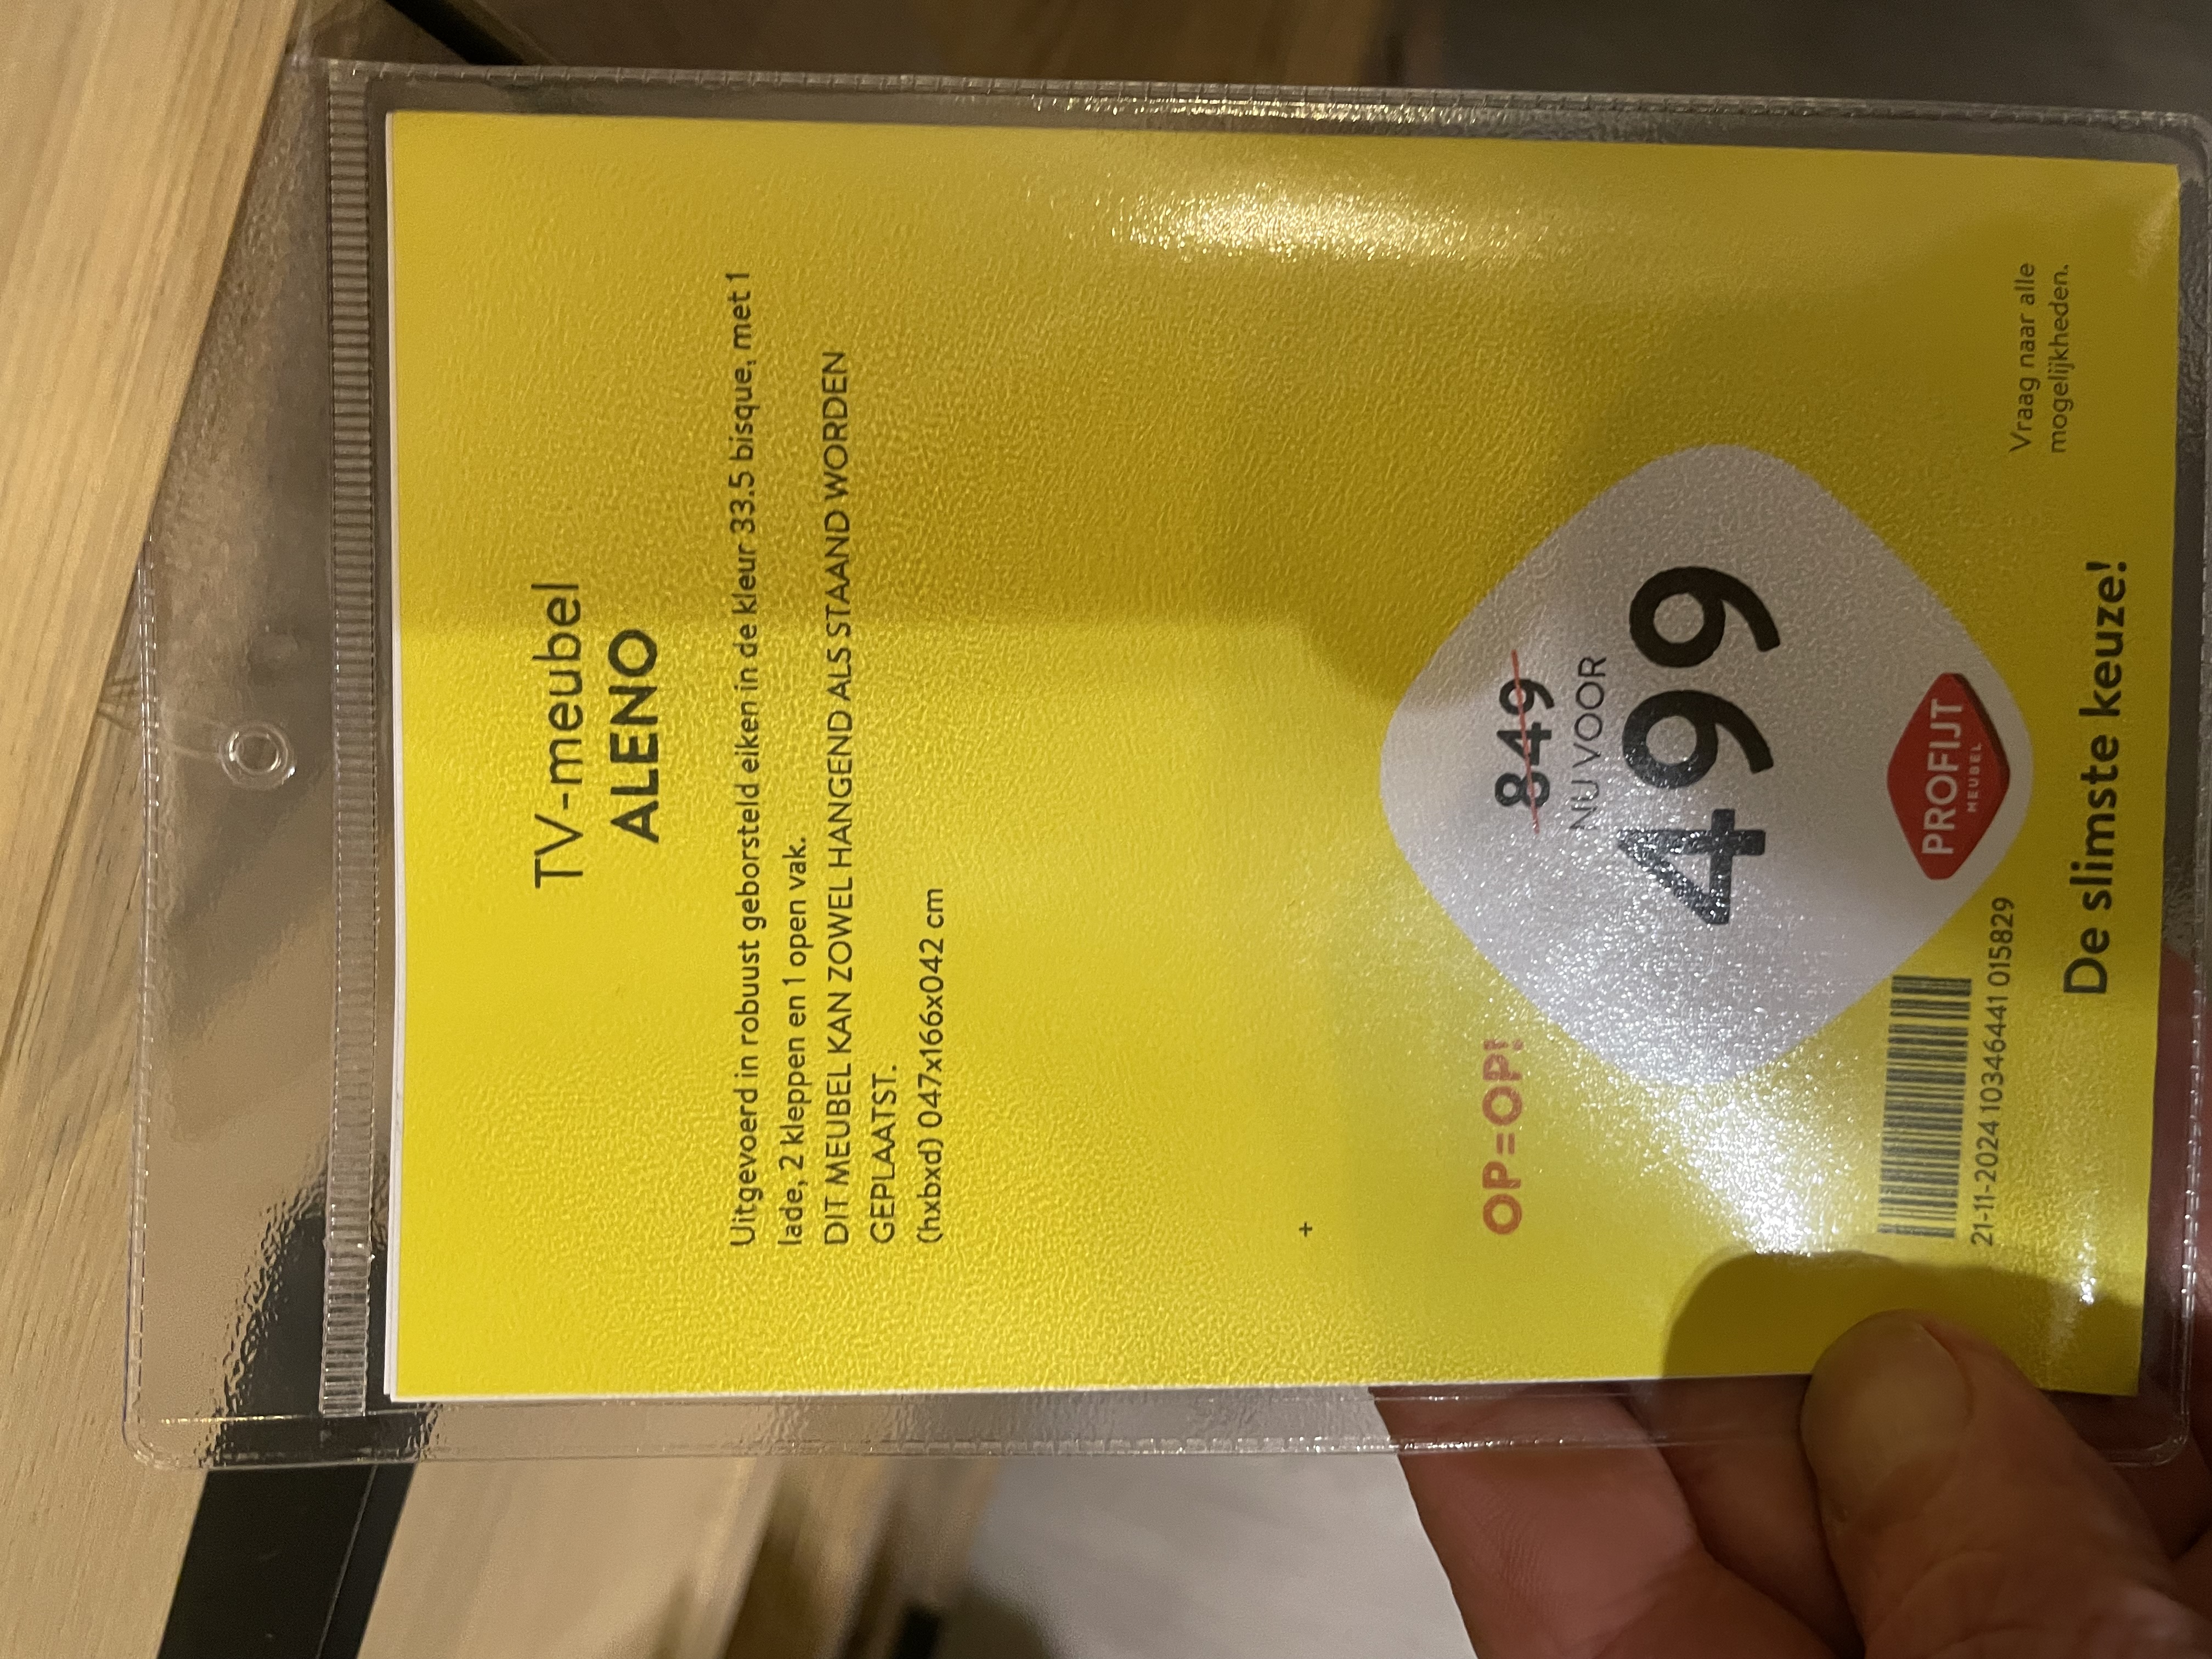 TV-meubel
ALENO
Uitgevoerd in robuust geborsteld eiken in de kleur 33.5 bisque, met 1
lade, 2 kleppen en 1 open vak.
DIT MEUBEL KAN ZOWEL HANGEND ALS STAAND WORDEN
GEPLAATST.
(hxbxd) 047x166x042 cm
+
OP=OP!
849
NU VOOR
499
PROFIJT
MEUBEL
21-11-2024 1034 6441 015829
Vraag naar alle
mogelijkheden.
De slimste keuze!